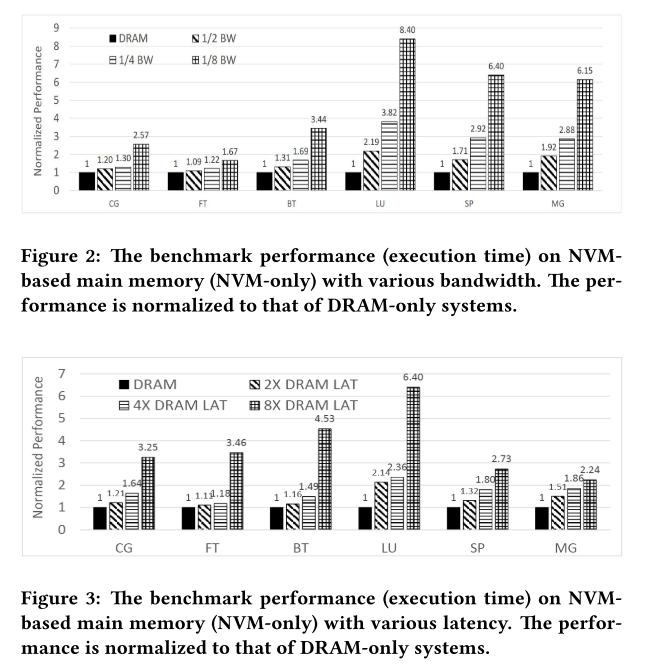 9
8
7
6
5
4
3
2
1
0
Normalized Performance
DRAM 1/2 BW
1/4 BW 1/8 BW
1 1.20 1.30 2.57
1 1.09 1.22 1.67
1 1.31 1.69 3.44
1 2.19 3.82 8.40
1 1.71 2.92 6.40
1 1.92 2.88 6.15
CG FT BT LU SP MG
Figure 2: The benchmark performance (execution time) on NVM-
based main memory (NVM-only) with various bandwidth. The per-
formance is normalized to that of DRAM-only systems.
7
6
5
4
3
2
1
0
Normalized Performance
DRAM 2X DRAM LAT
4X DRAM LAT 8X DRAM LAT
1 1.21 1.64 3.25
1 1.11 1.18 3.46
1 1.16 1.49 4.53
1 2.14 2.36 6.40
1 1.32 1.80 2.73
1 1.51 1.86 2.24
CG FT BT LU SP MG
Figure 3: The benchmark performance (execution time) on NVM-
based main memory (NVM-only) with various latency. The perfor-
mance is normalized to that of DRAM-only systems.